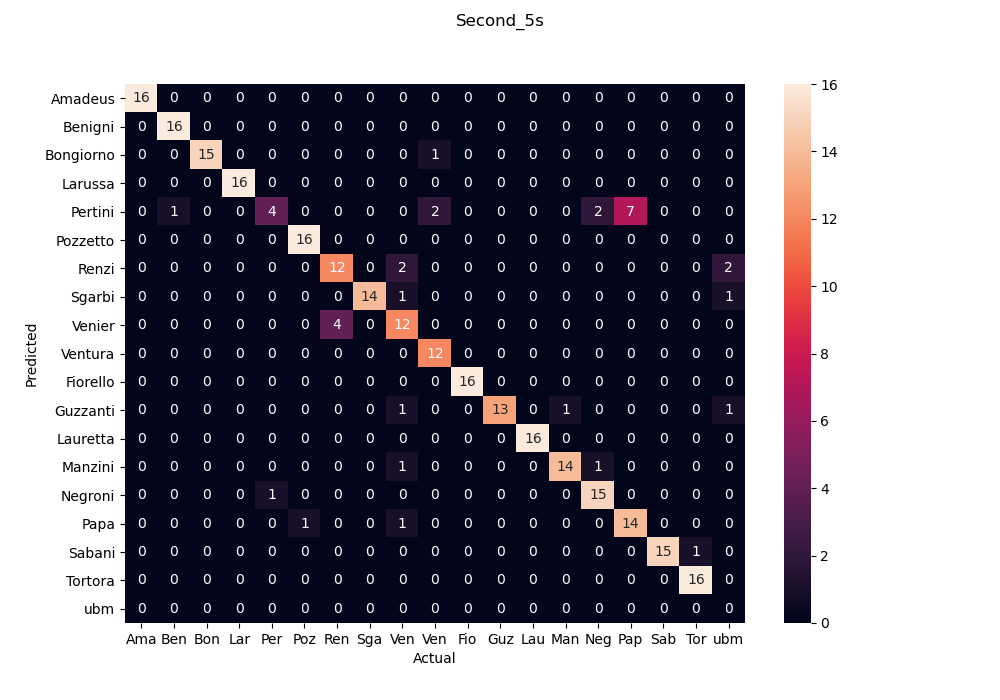 Second_5s
Amadeus 16 0 0 0 0 0 0 0 0 0 0 0 0 0 0 0 0 0 0
Benigni 0 16 0 0 0 0 0 0 0 0 0 0 0 0 0 0 0 0 0
Bongiorno 0 0 15 0 0 0 0 0 0 1 0 0 0 0 0 0 0 0 0
Larussa 0 0 0 16 0 0 0 0 0 0 0 0 0 0 0 0 0 0 0
Pertini 0 1 0 0 4 0 0 0 0 2 0 0 0 0 2 7 0 0 0
Pozzetto 0 0 0 0 0 16 0 0 0 0 0 0 0 0 0 0 0 0 0
Renzi 0 0 0 0 0 0 12 0 2 0 0 0 0 0 0 0 0 0 2
Sgarbi 0 0 0 0 0 0 0 14 1 0 0 0 0 0 0 0 0 0 1
Venier 0 0 0 0 0 0 4 0 12 0 0 0 0 0 0 0 0 0 0
Ventura 0 0 0 0 0 0 0 0 0 12 0 0 0 0 0 0 0 0 0
Fiorello 0 0 0 0 0 0 0 0 0 0 16 0 0 0 0 0 0 0 0
Guzzanti 0 0 0 0 0 0 0 0 1 0 0 13 0 1 0 0 0 0 1
Lauretta 0 0 0 0 0 0 0 0 0 0 0 0 16 0 0 0 0 0 0
Manzini 0 0 0 0 0 0 0 0 1 0 0 0 0 14 1 0 0 0 0
Negroni 0 0 0 0 1 0 0 0 0 0 0 0 0 0 15 0 0 0 0
Papa 0 0 0 0 0 1 0 0 1 0 0 0 0 0 0 14 0 0 0
Sabani 0 0 0 0 0 0 0 0 0 0 0 0 0 0 0 0 15 1 0
Tortora 0 0 0 0 0 0 0 0 0 0 0 0 0 0 0 0 0 16 0
ubm 0 0 0 0 0 0 0 0 0 0 0 0 0 0 0 0 0 0 0
Ama Ben Bon Lar Per Poz Ren Sga Ven Ven Fio Guz Lau Man Neg Pap Sab Tor ubm
Actual
Predicted
16
14
12
10
8
6
4
2
0